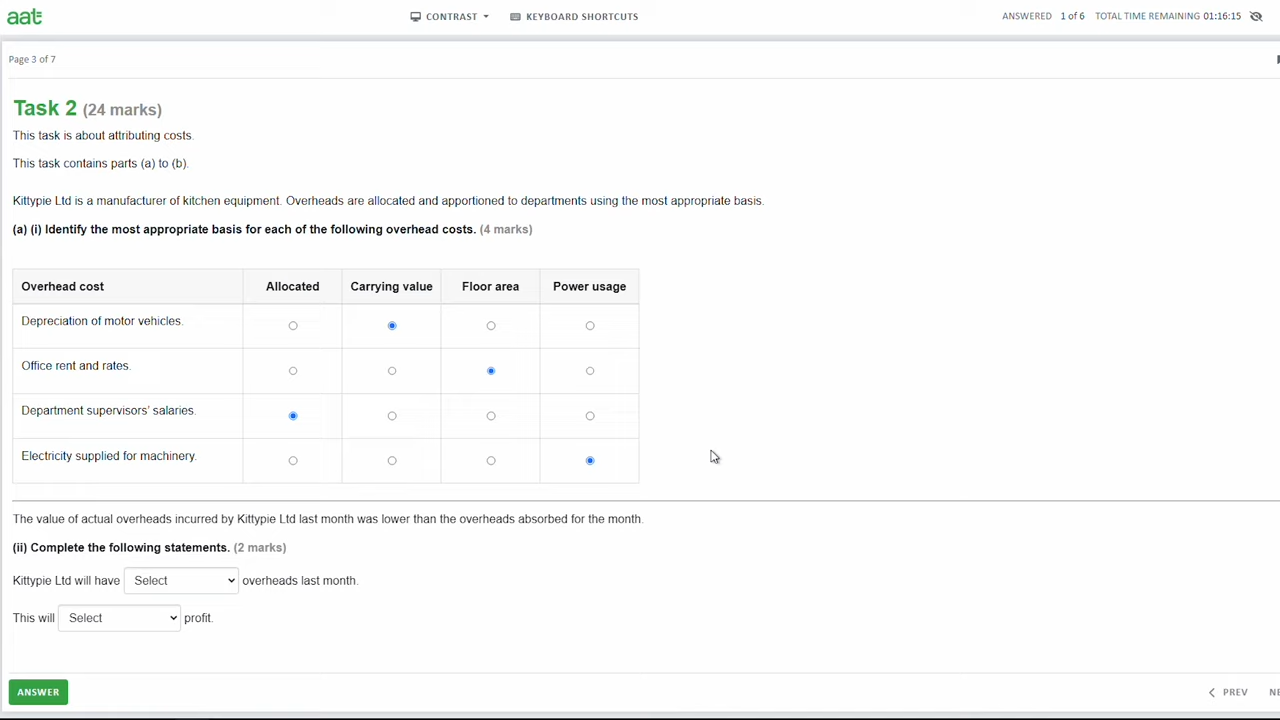 aat
CONTRAST
KEYBOARD SHORTCUTS
ANSWERED 1 of 6 TOTAL TIME REMAINING 01:16:15
Page 3 of 7
Task 2 (24 marks)
This task is about attributing costs.
This task contains parts (a) to (b).
Kittypie Ltd is a manufacturer of kitchen equipment. Overheads are allocated and apportioned to departments using the most appropriate basis.
(a) (i) Identify the most appropriate basis for each of the following overhead costs. (4 marks)
Overhead cost Allocated Carrying value Floor area Power usage
Depreciation of motor vehicles.
Office rent and rates.
Department supervisors' salaries.
Electricity supplied for machinery.
The value of actual overheads incurred by Kittypie Ltd last month was lower than the overheads absorbed for the month.
(ii) Complete the following statements. (2 marks)
Kittypie Ltd will have Select overheads last month.
This will Select profit.
ANSWER
PREV
NE